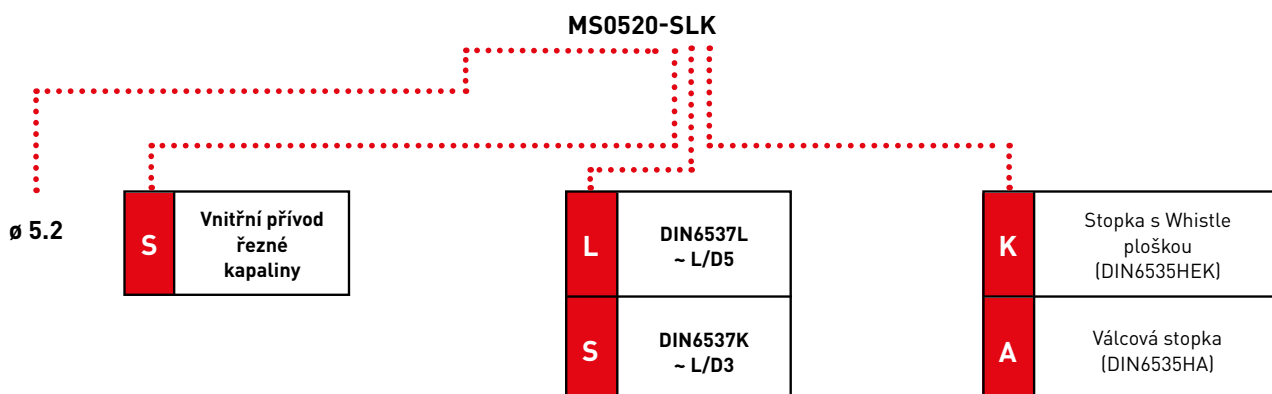 MS0520-SLK
ø 5.2
S
Vnitřní přívod
řezné
kapaliny
L
DIN6537L
~ L/D5
S
DIN6537K
~ L/D3
K
Stopka s Whistle
ploškou
(DIN6535HEK)
A
Válcová stopka
(DIN6535HA)